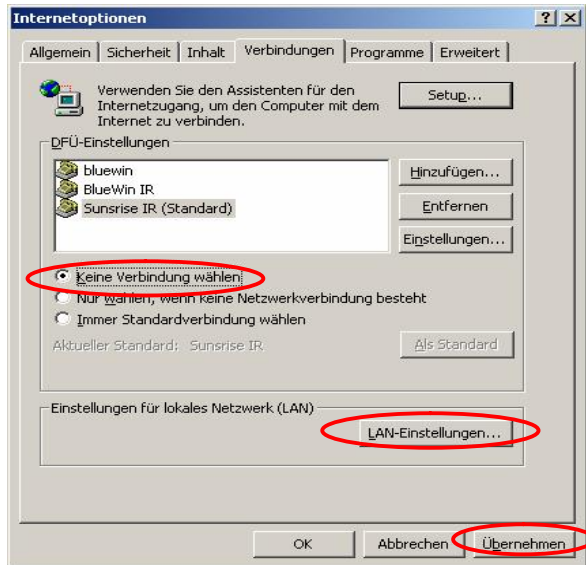 Internetoptionen
Allgemein Sicherheit Inhalt Verbindungen Programme Erweitert
Verwenden Sie den Assistenten für den
Internetzugang, um den Computer mit dem
Internet zu verbinden.
Setup...
DFÜ-Einstellungen
bluewin
BlueWin IR
Sunsrise IR (Standard)
Hinzufügen...
Entfernen
Einstellungen...
Keine Verbindung wählen
Nur wählen, wenn keine Netzwerkverbindung besteht
Immer Standardverbindung wählen
Aktueller Standard: Sunsrise IR
Als Standard
Einstellungen für lokales Netzwerk (LAN)
LAN-Einstellungen...
OK Abbrechen Übernehmen